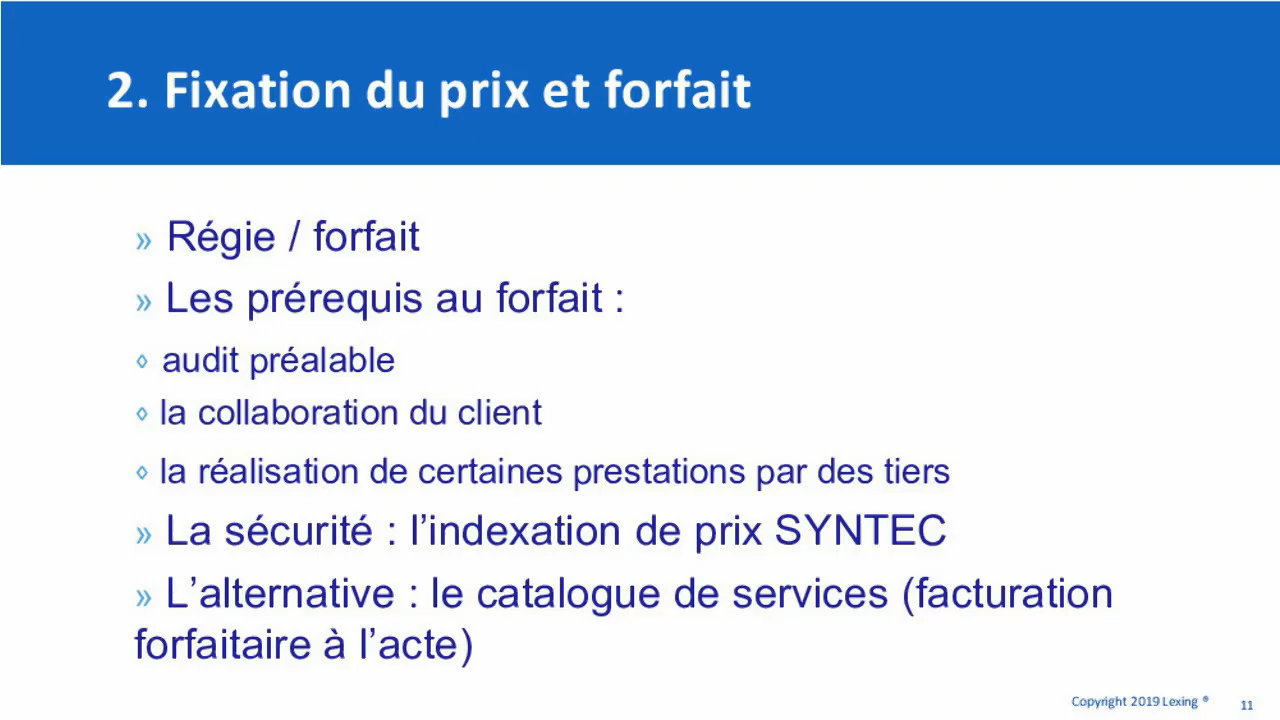 2. Fixation du prix et forfait
» Régie / forfait
» Les prérequis au forfait :
◊ audit préalable
◊ la collaboration du client
◊ la réalisation de certaines prestations par des tiers
» La sécurité : l’indexation de prix SYNTEC
» L’alternative : le catalogue de services (facturation
forfaitaire à l’acte)
Copyright 2019 Lexing ®
11